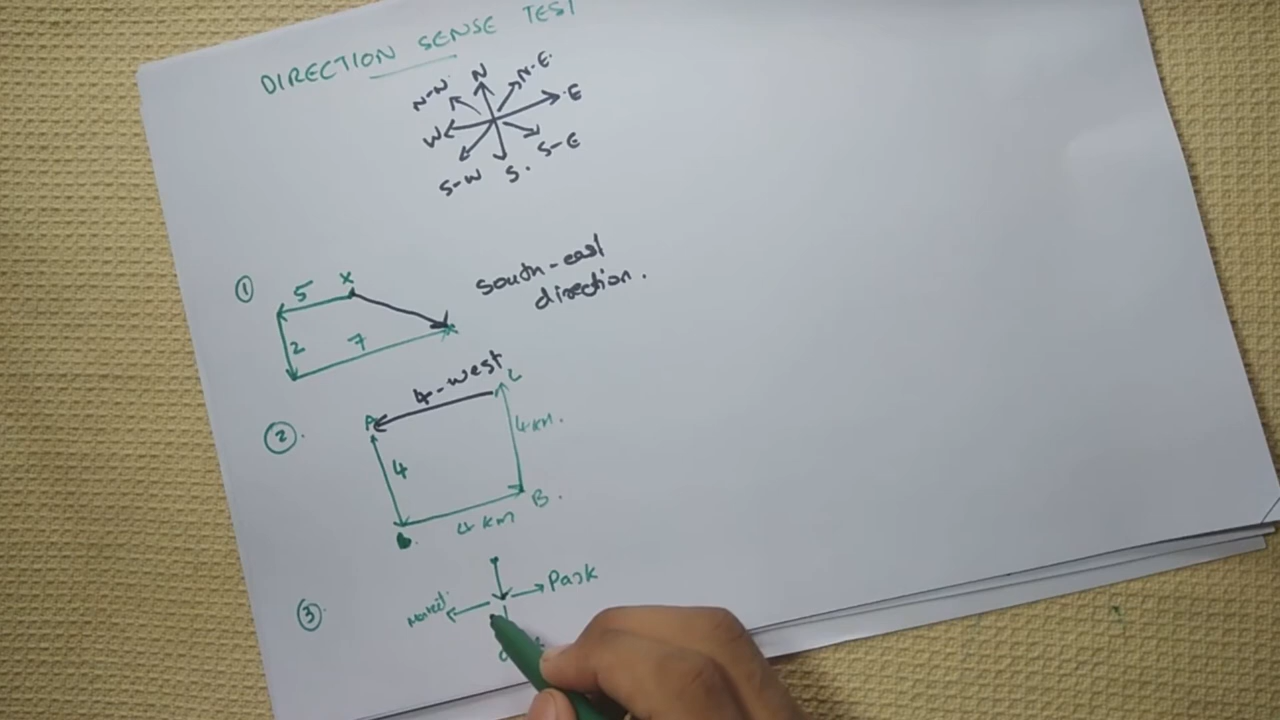 DIRECTION SENSE TEST
N
N-W
N-E
E
W
S-E
S-W
S.
①
5
X
2
7
South-east
direction.
②.
4-west
A
4
4 km.
B.
4 km
③.
Park